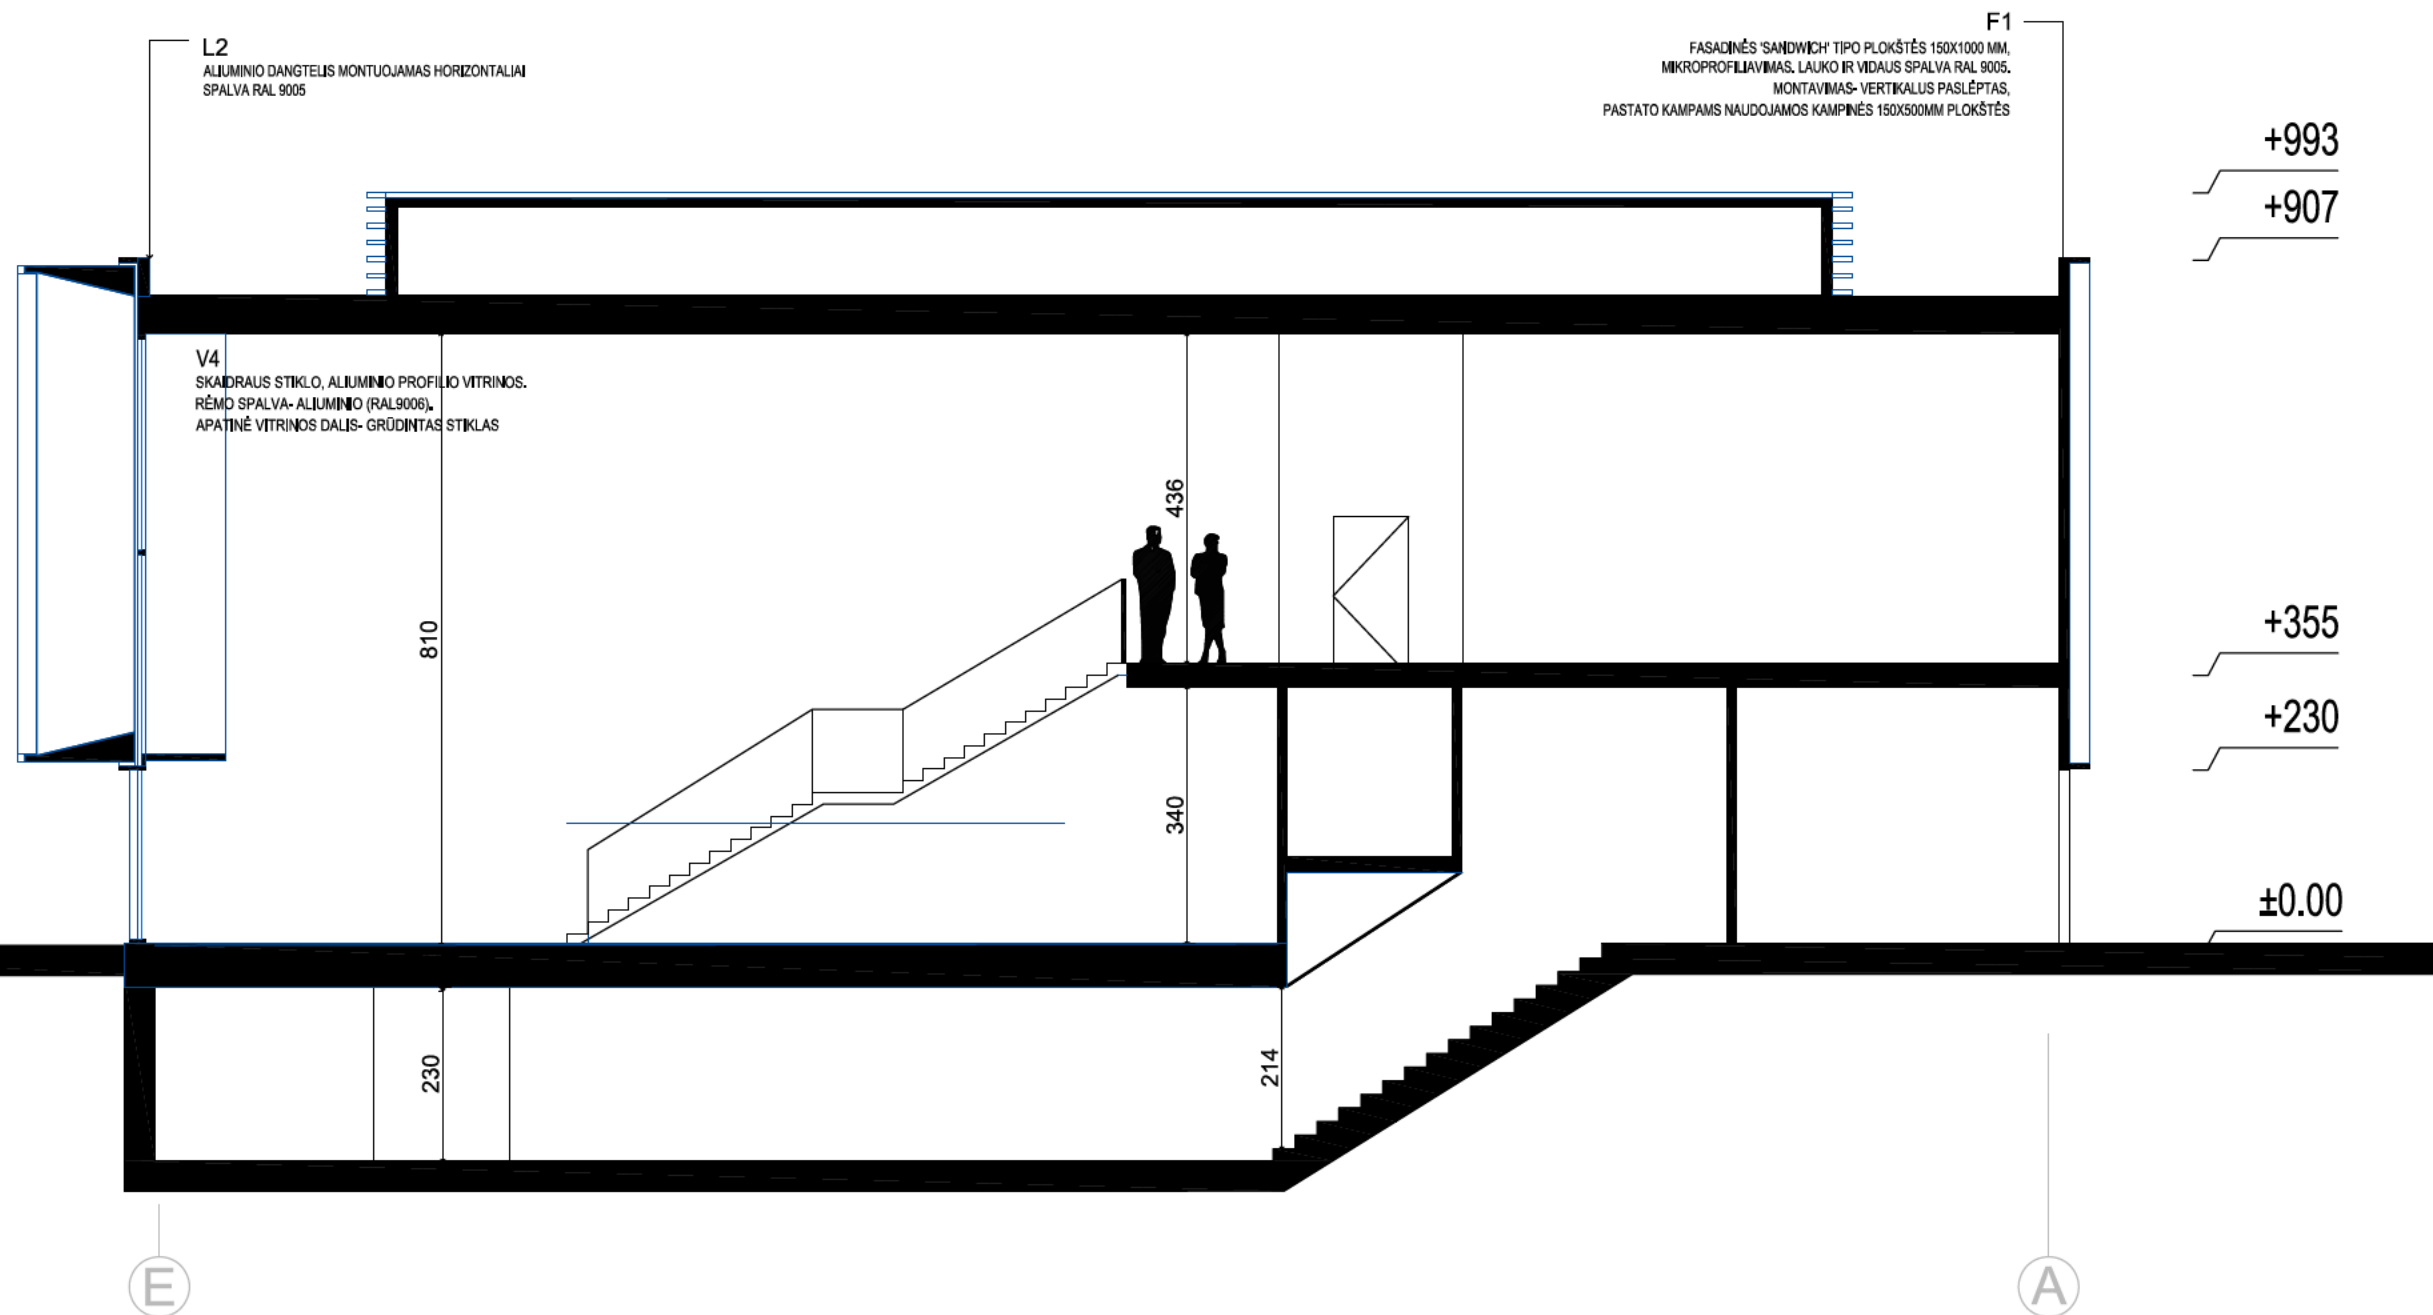 L2
ALIUMINIO DANGTELIS MONTUOJAMAS HORIZONTALIAI
SPALVA RAL 9005
F1
FASADINĖS 'SANDWICH' TIPO PLOKŠTĖS 150X1000 MM,
MIKROPROFILIAVIMAS. LAUKO IR VIDAUS SPALVA RAL 9005.
MONTAVIMAS- VERTIKALUS PASLĖPTAS,
PASTATO KAMPAMS NAUDOJAMOS KAMPINĖS 150X500MM PLOKŠTĖS
+993
+907
V4
SKAIDRAUS STIKLO, ALIUMINIO PROFILIO VITRINOS.
RĖMO SPALVA- ALIUMINIO (RAL9006).
APATINĖ VITRINOS DALIS- GRŪDINTAS STIKLAS
436
810
+355
+230
340
±0.00
230
214
E
A